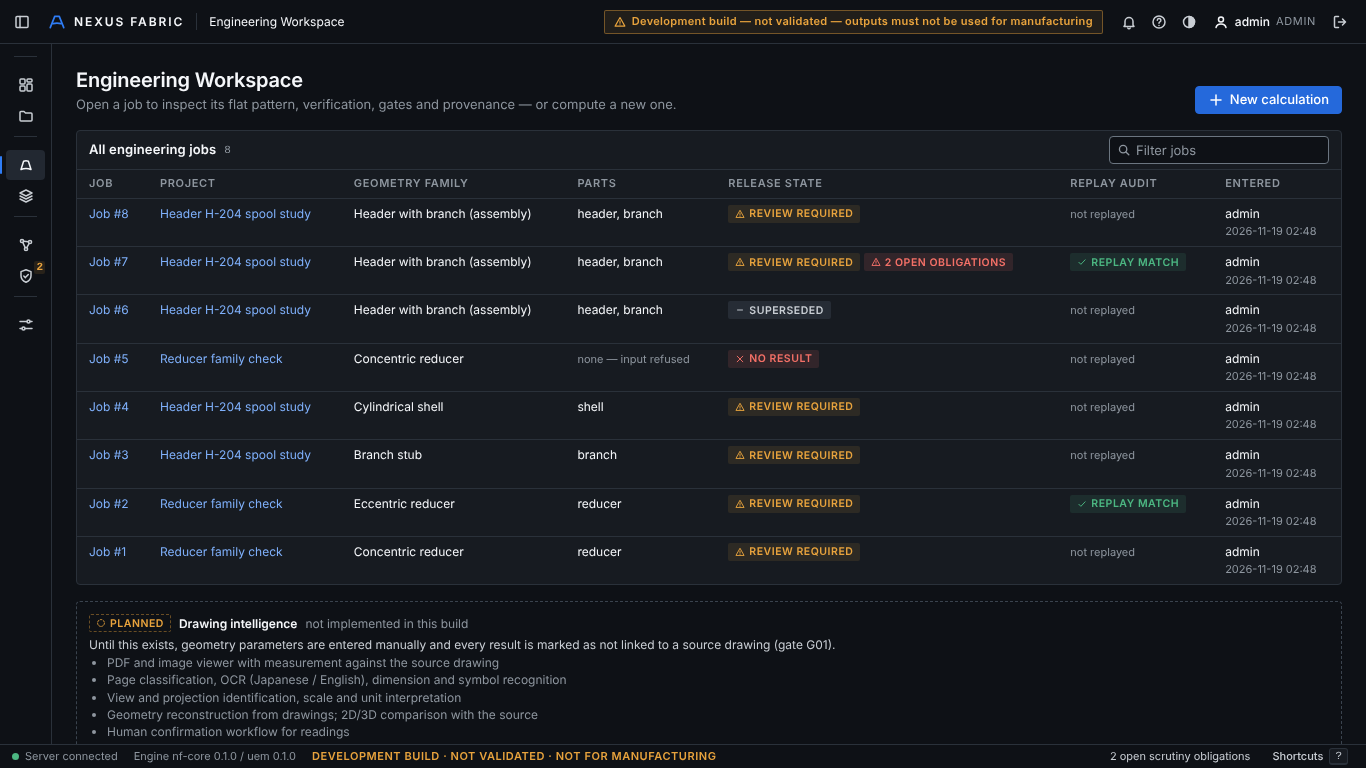 NEXUS FABRIC Engineering Workspace Development build — not validated — outputs must not be used for manufacturing admin ADMIN
Engineering Workspace
Open a job to inspect its flat pattern, verification, gates and provenance — or compute a new one.
New calculation
All engineering jobs 8 Filter jobs
JOB PROJECT GEOMETRY FAMILY PARTS RELEASE STATE REPLAY AUDIT ENTERED
Job #8 Header H-204 spool study Header with branch (assembly) header, branch REVIEW REQUIRED not replayed admin
2026-11-19 02:48
Job #7 Header H-204 spool study Header with branch (assembly) header, branch REVIEW REQUIRED 2 OPEN OBLIGATIONS REPLAY MATCH admin
2026-11-19 02:48
2
Job #6 Header H-204 spool study Header with branch (assembly) header, branch SUPERSEDED not replayed admin
2026-11-19 02:48
Job #5 Reducer family check Concentric reducer none — input refused NO RESULT not replayed admin
2026-11-19 02:48
Job #4 Header H-204 spool study Cylindrical shell shell REVIEW REQUIRED not replayed admin
2026-11-19 02:48
Job #3 Header H-204 spool study Branch stub branch REVIEW REQUIRED not replayed admin
2026-11-19 02:48
Job #2 Reducer family check Eccentric reducer reducer REVIEW REQUIRED REPLAY MATCH admin
2026-11-19 02:48
Job #1 Reducer family check Concentric reducer reducer REVIEW REQUIRED not replayed admin
2026-11-19 02:48
PLANNED Drawing intelligence not implemented in this build
Until this exists, geometry parameters are entered manually and every result is marked as not linked to a source drawing (gate G01).
• PDF and image viewer with measurement against the source drawing
• Page classification, OCR (Japanese / English), dimension and symbol recognition
• View and projection identification, scale and unit interpretation
• Geometry reconstruction from drawings; 2D/3D comparison with the source
• Human confirmation workflow for readings
Server connected Engine nf-core 0.1.0 / uem 0.1.0 DEVELOPMENT BUILD · NOT VALIDATED · NOT FOR MANUFACTURING 2 open scrutiny obligations Shortcuts ?